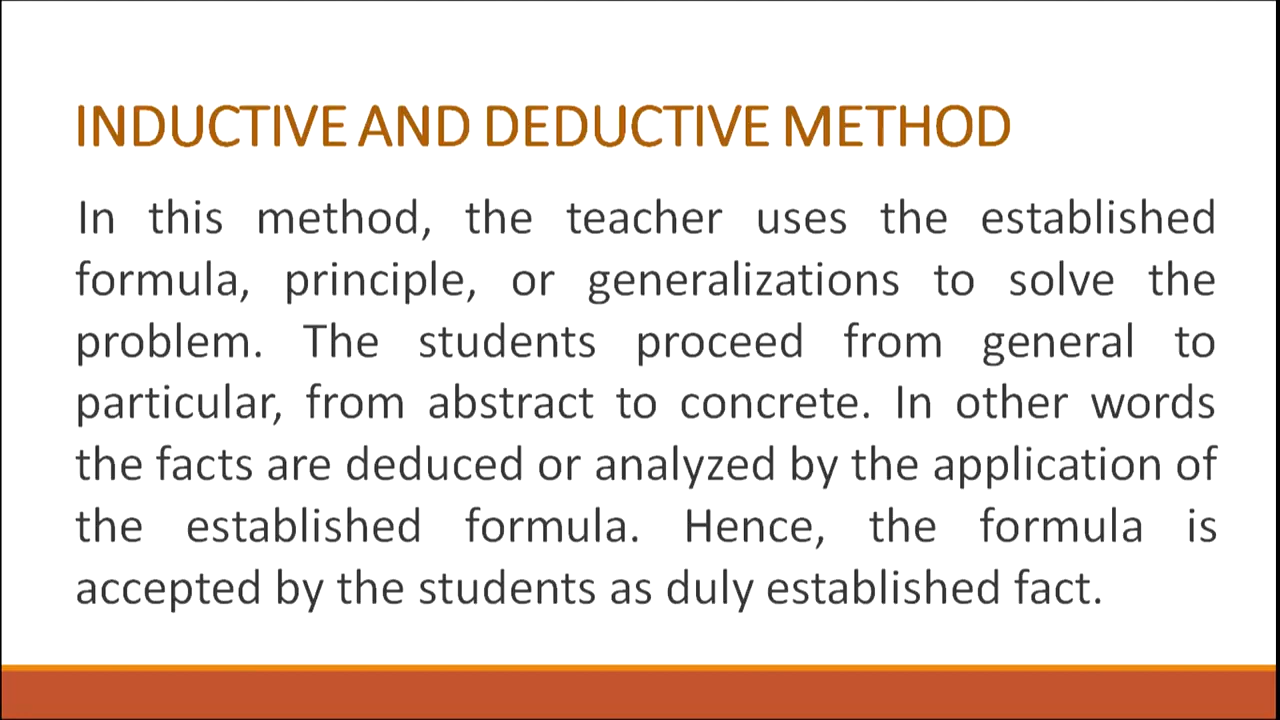 INDUCTIVE AND DEDUCTIVE METHOD
In this method, the teacher uses the established
formula, principle, or generalizations to solve the
problem. The students proceed from general to
particular, from abstract to concrete. In other words
the facts are deduced or analyzed by the application of
the established formula. Hence, the formula is
accepted by the students as duly established fact.